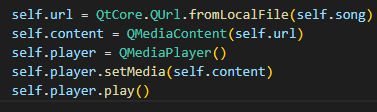 self.url = QtCore.QUrl.fromLocalFile(self.song)
self.content = QMediaContent(self.url)
self.player = QMediaPlayer()
self.player.setMedia(self.content)
self.player.play()